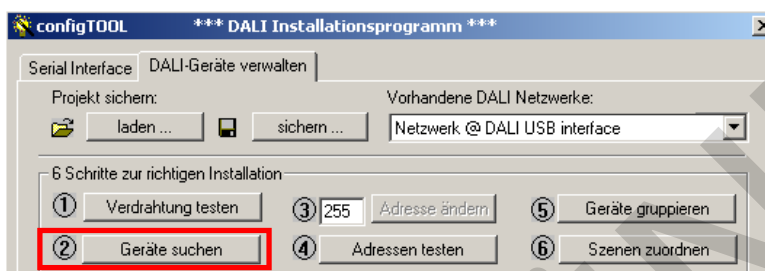 configTOOL *** DALI Installationsprogramm ***
Serial Interface DALI-Geräte verwalten
Projekt sichern: Vorhandene DALI Netzwerke:
laden ... sichern ... Netzwerk @ DALI USB interface
6 Schritte zur richtigen Installation
1 Verdrahtung testen 3 255 Adresse ändern 5 Geräte gruppieren
2 Geräte suchen 4 Adressen testen 6 Szenen zuordnen